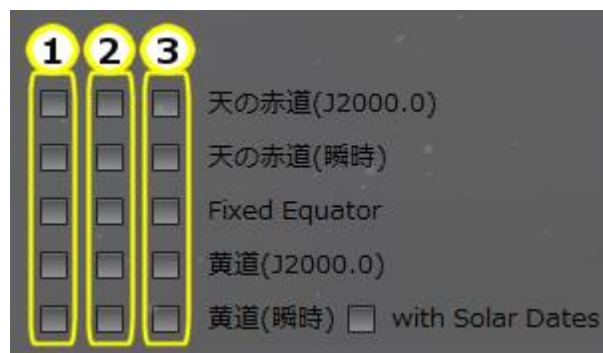 1 2 3
天の赤道(J2000.0)
天の赤道(瞬時)
Fixed Equator
黄道(J2000.0)
黄道(瞬時) with Solar Dates